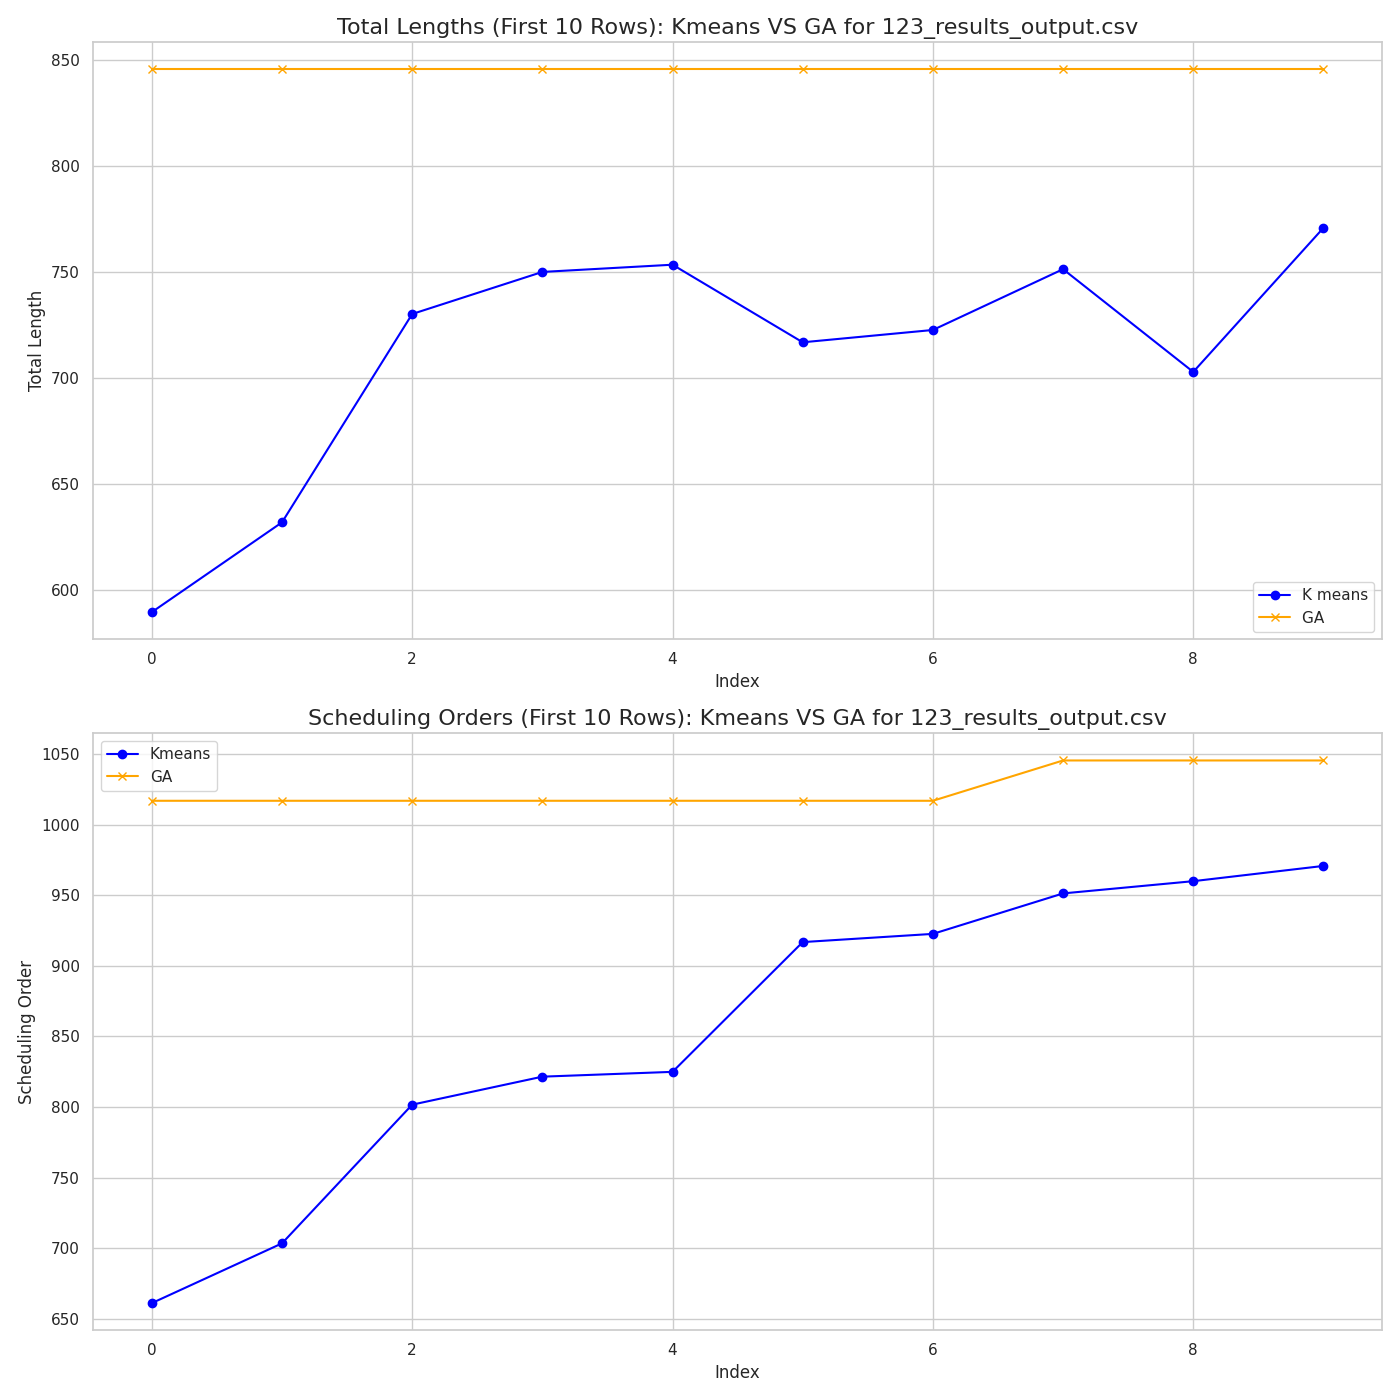 Total Lengths (First 10 Rows): Kmeans VS GA for 123_results_output.csv
850
800
750
700
650
600
Total Length
K means
GA
0 2 4 6 8
Index
Scheduling Orders (First 10 Rows): Kmeans VS GA for 123_results_output.csv
Kmeans
GA
1050
1000
950
900
850
800
750
700
650
Scheduling Order
0 2 4 6 8
Index